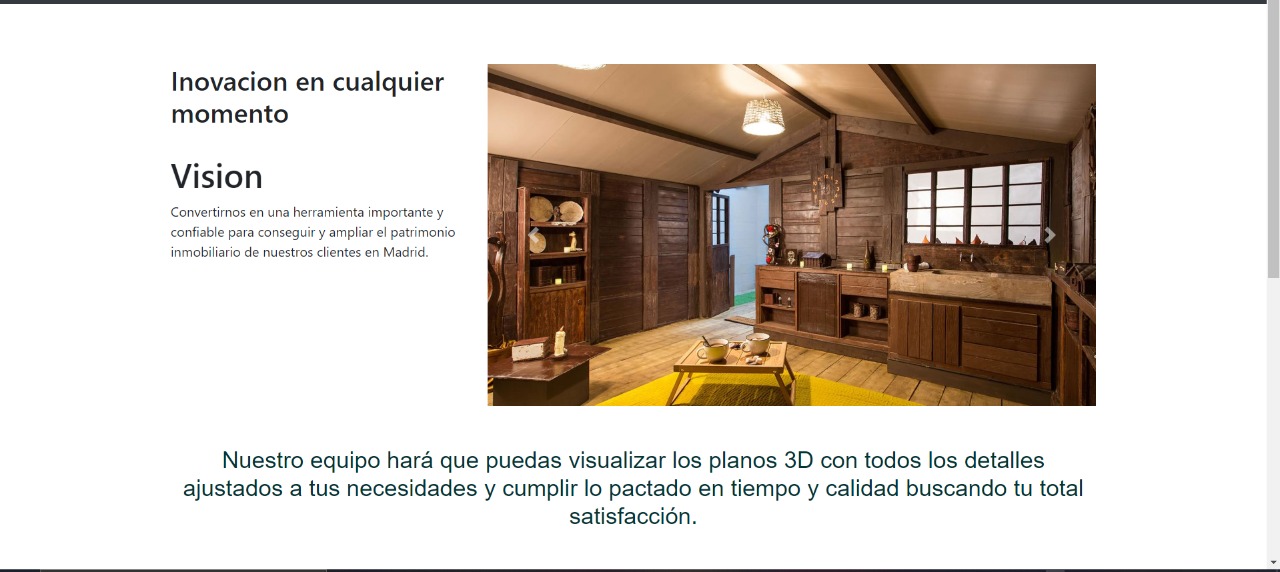 Inovacion en cualquier
momento
Vision
Convertirnos en una herramienta importante y
confiable para conseguir y ampliar el patrimonio
inmobiliario de nuestros clientes en Madrid.
Nuestro equipo hará que puedas visualizar los planos 3D con todos los detalles
ajustados a tus necesidades y cumplir lo pactado en tiempo y calidad buscando tu total
satisfacción.